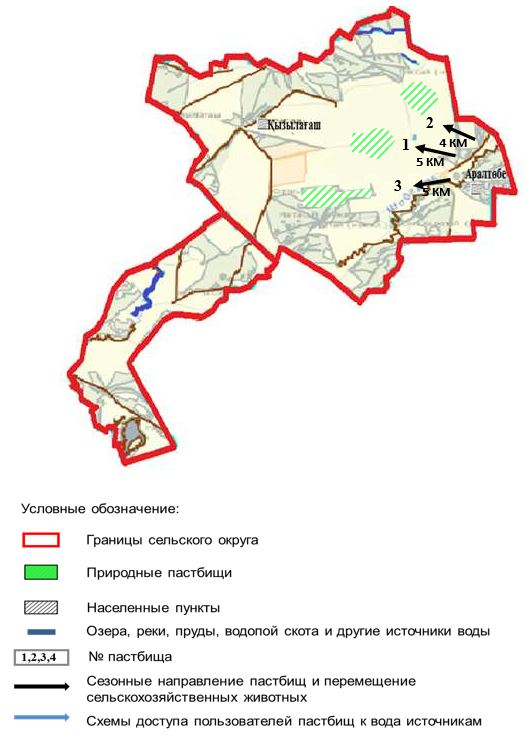 Қызылағаш
2
1
4 КМ
5 КМ
Аралтөбе
3
5 КМ
Условные обозначение:
Границы сельского округа
Природные пастбищи
Населенные пункты
Озера, реки, пруды, водопой скота и другие источники воды
1,2,3,4 № пастбища
Сезонные направление пастбищ и перемещение
сельскохозяйственных животных
Схемы доступа пользователей пастбищ к вода источникам